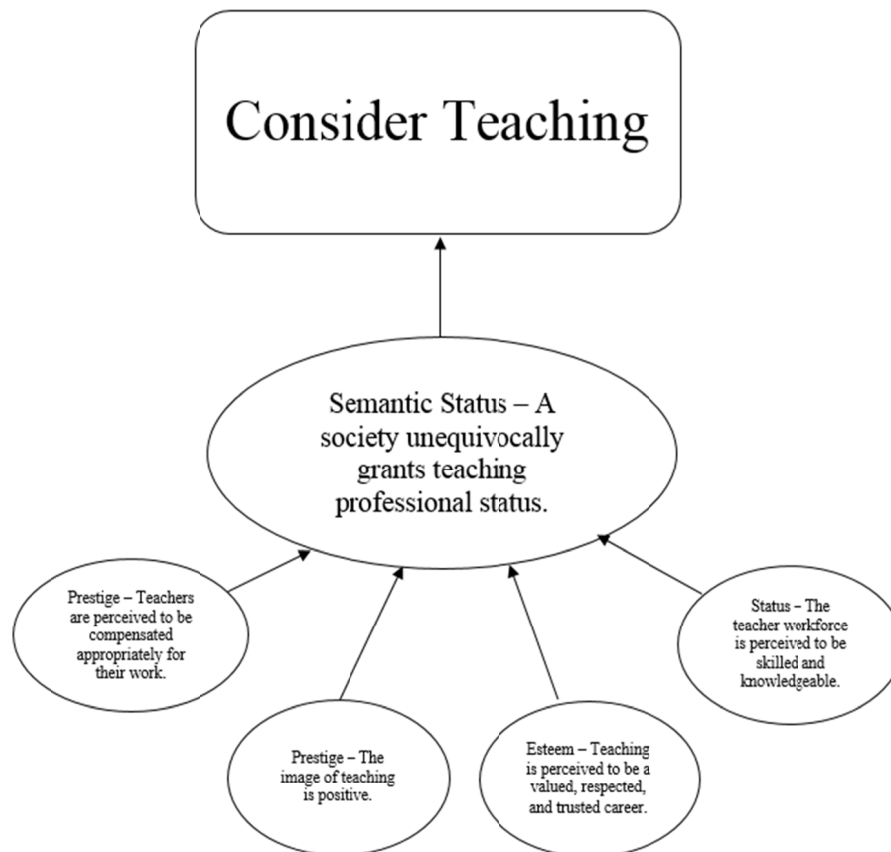 Consider Teaching
Semantic Status – A
society unequivocally
grants teaching
professional status.
Prestige – Teachers
are perceived to be
compensated
appropriately for
their work.
Prestige – The
image of teaching
is positive.
Esteem – Teaching
is perceived to be a
valued, respected,
and trusted career.
Status – The
teacher workforce
is perceived to be
skilled and
knowledgeable.